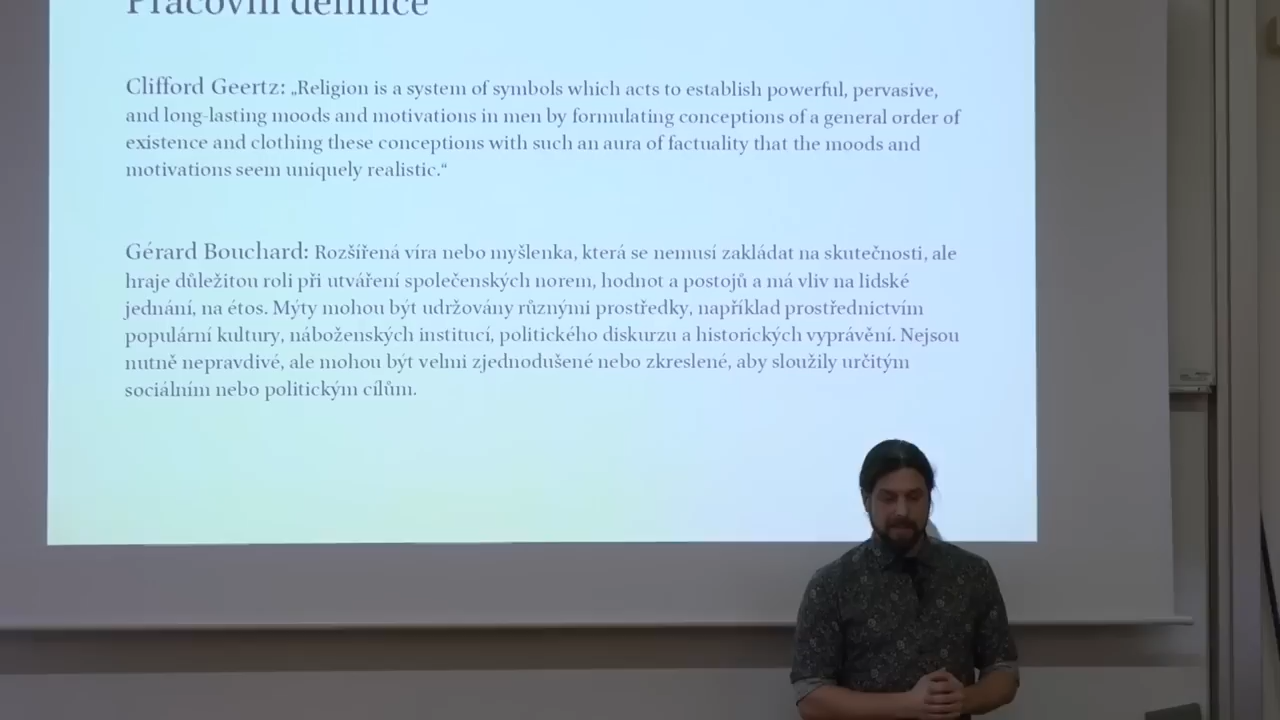 Pracovní definice
Clifford Geertz: „Religion is a system of symbols which acts to establish powerful, pervasive,
and long-lasting moods and motivations in men by formulating conceptions of a general order of
existence and clothing these conceptions with such an aura of factuality that the moods and
motivations seem uniquely realistic.“
Gérard Bouchard: Rozšířená víra nebo myšlenka, která se nemusí zakládat na skutečnosti, ale
hraje důležitou roli při utváření společenských norem, hodnot a postojů a má vliv na lidské
jednání, na étos. Mýty mohou být udržovány různými prostředky, například prostřednictvím
populární kultury, náboženských institucí, politického diskurzu a historických vyprávění. Nejsou
nutně nepravdivé, ale mohou být velmi zjednodušené nebo zkreslené, aby sloužily určitým
sociálním nebo politickým cílům.